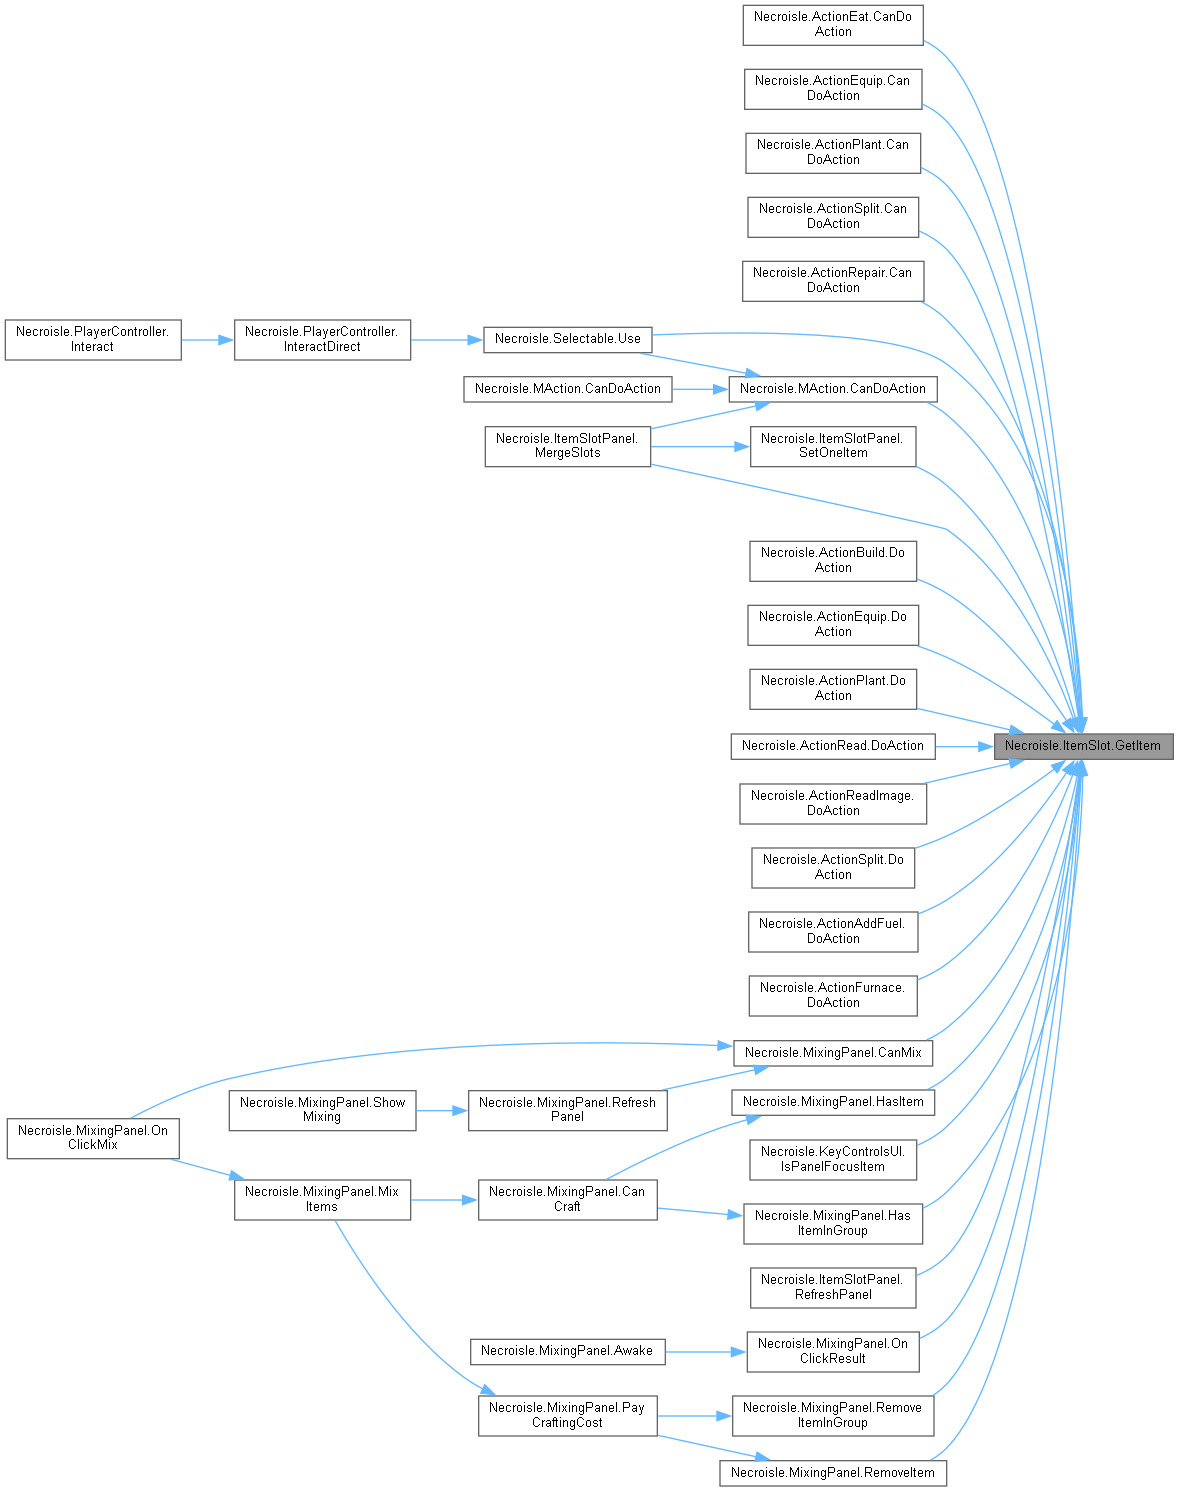 Necroisle.ActionEat.CanDo
Action
Necroisle.ActionEquip.Can
DoAction
Necroisle.ActionPlant.Can
DoAction
Necroisle.ActionSplit.Can
DoAction
Necroisle.ActionRepair.Can
DoAction
Necroisle.PlayerController.
Interact
Necroisle.PlayerController.
InteractDirect
Necroisle.Selectable.Use
Necroisle.MAction.CanDoAction
Necroisle.MAction.CanDoAction
Necroisle.ItemSlotPanel.
MergeSlots
Necroisle.ItemSlotPanel.
SetOneItem
Necroisle.ActionBuild.Do
Action
Necroisle.ActionEquip.Do
Action
Necroisle.ActionPlant.Do
Action
Necroisle.ActionRead.DoAction
Necroisle.ItemSlot.GetItem
Necroisle.ActionReadImage.
DoAction
Necroisle.ActionSplit.Do
Action
Necroisle.ActionAddFuel.
DoAction
Necroisle.ActionFurnace.
DoAction
Necroisle.MixingPanel.CanMix
Necroisle.MixingPanel.Show
Mixing
Necroisle.MixingPanel.Refresh
Panel
Necroisle.MixingPanel.HasItem
Necroisle.MixingPanel.On
ClickMix
Necroisle.KeyControlsUI.
IsPanelFocusItem
Necroisle.MixingPanel.Mix
Items
Necroisle.MixingPanel.Can
Craft
Necroisle.MixingPanel.Has
ItemInGroup
Necroisle.ItemSlotPanel.
RefreshPanel
Necroisle.MixingPanel.Awake
Necroisle.MixingPanel.On
ClickResult
Necroisle.MixingPanel.Pay
CraftingCost
Necroisle.MixingPanel.Remove
ItemInGroup
Necroisle.MixingPanel.RemoveItem